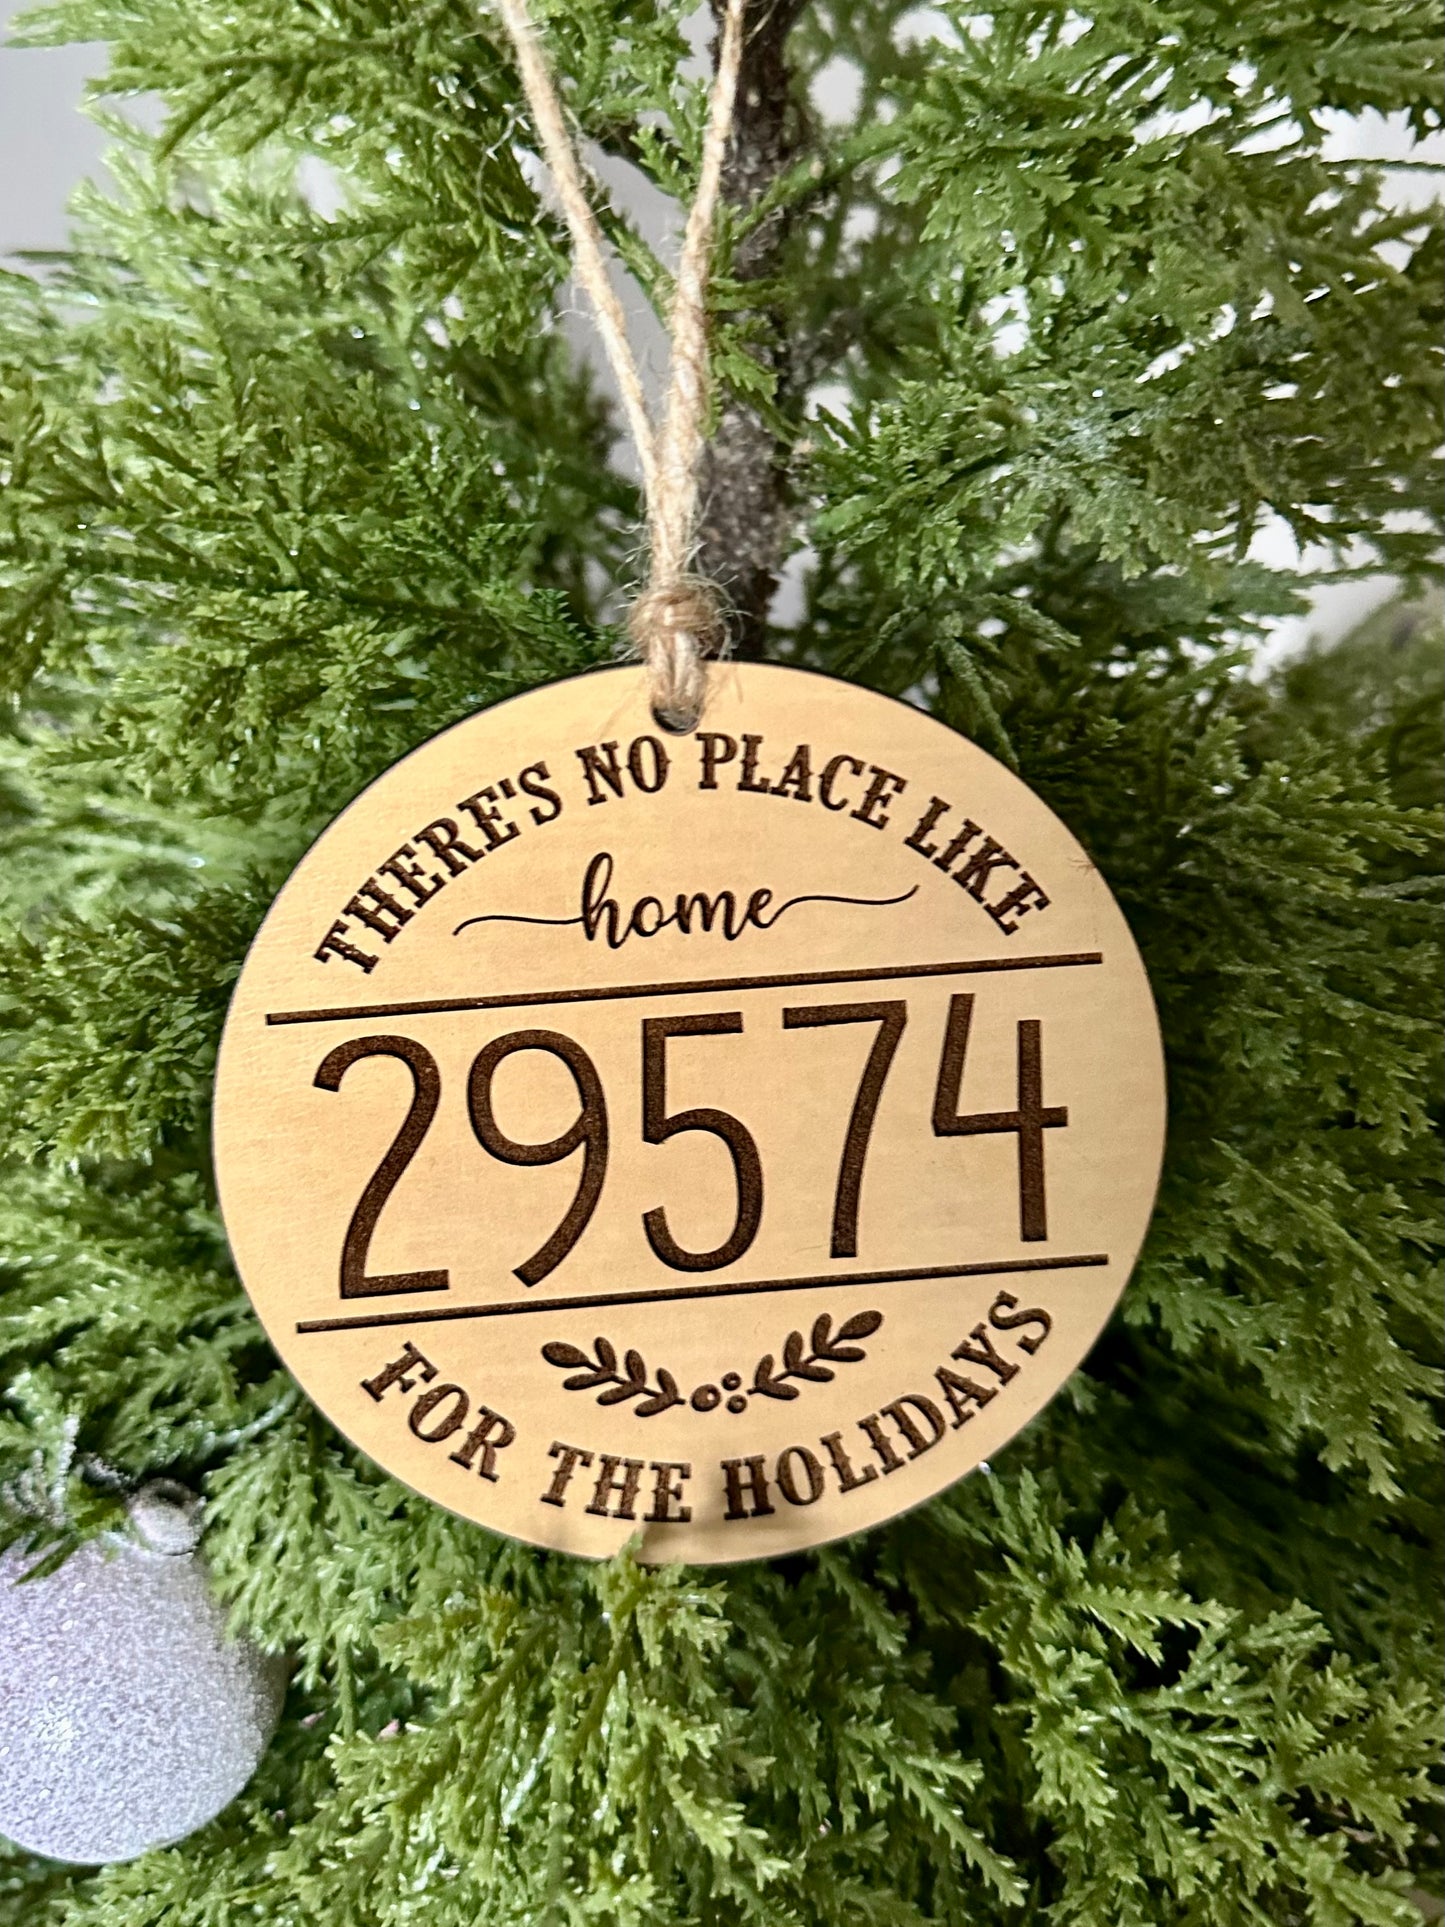 THERE'S NO PLACE LIKE
home
29574
FOR THE HOLIDAYS